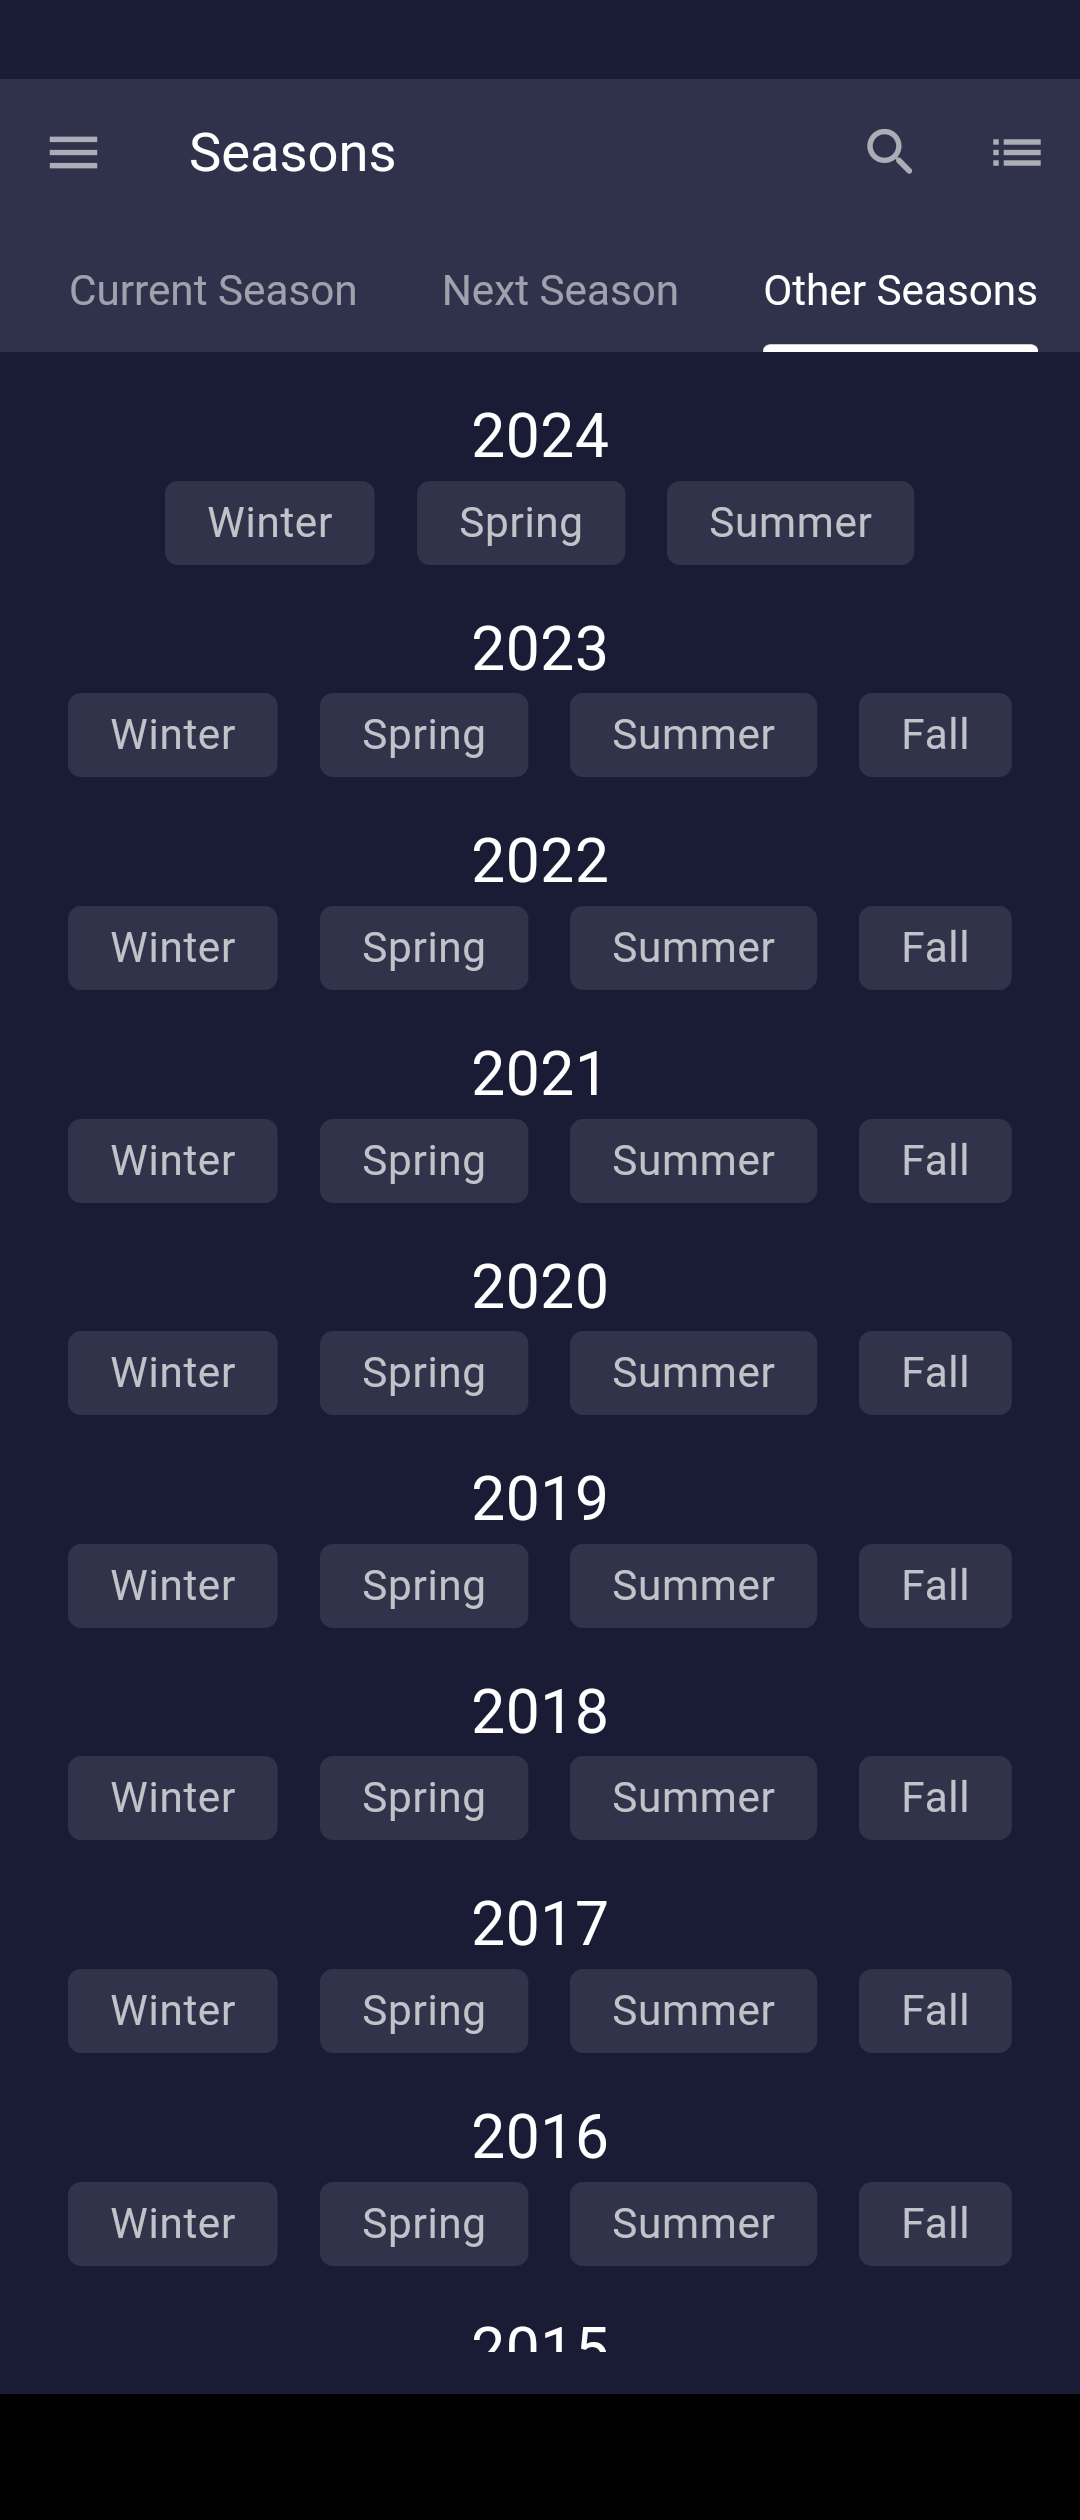 Seasons
Current Season Next Season Other Seasons
2024
Winter Spring Summer
2023
Winter Spring Summer Fall
2022
Winter Spring Summer Fall
2021
Winter Spring Summer Fall
2020
Winter Spring Summer Fall
2019
Winter Spring Summer Fall
2018
Winter Spring Summer Fall
2017
Winter Spring Summer Fall
2016
Winter Spring Summer Fall
2015